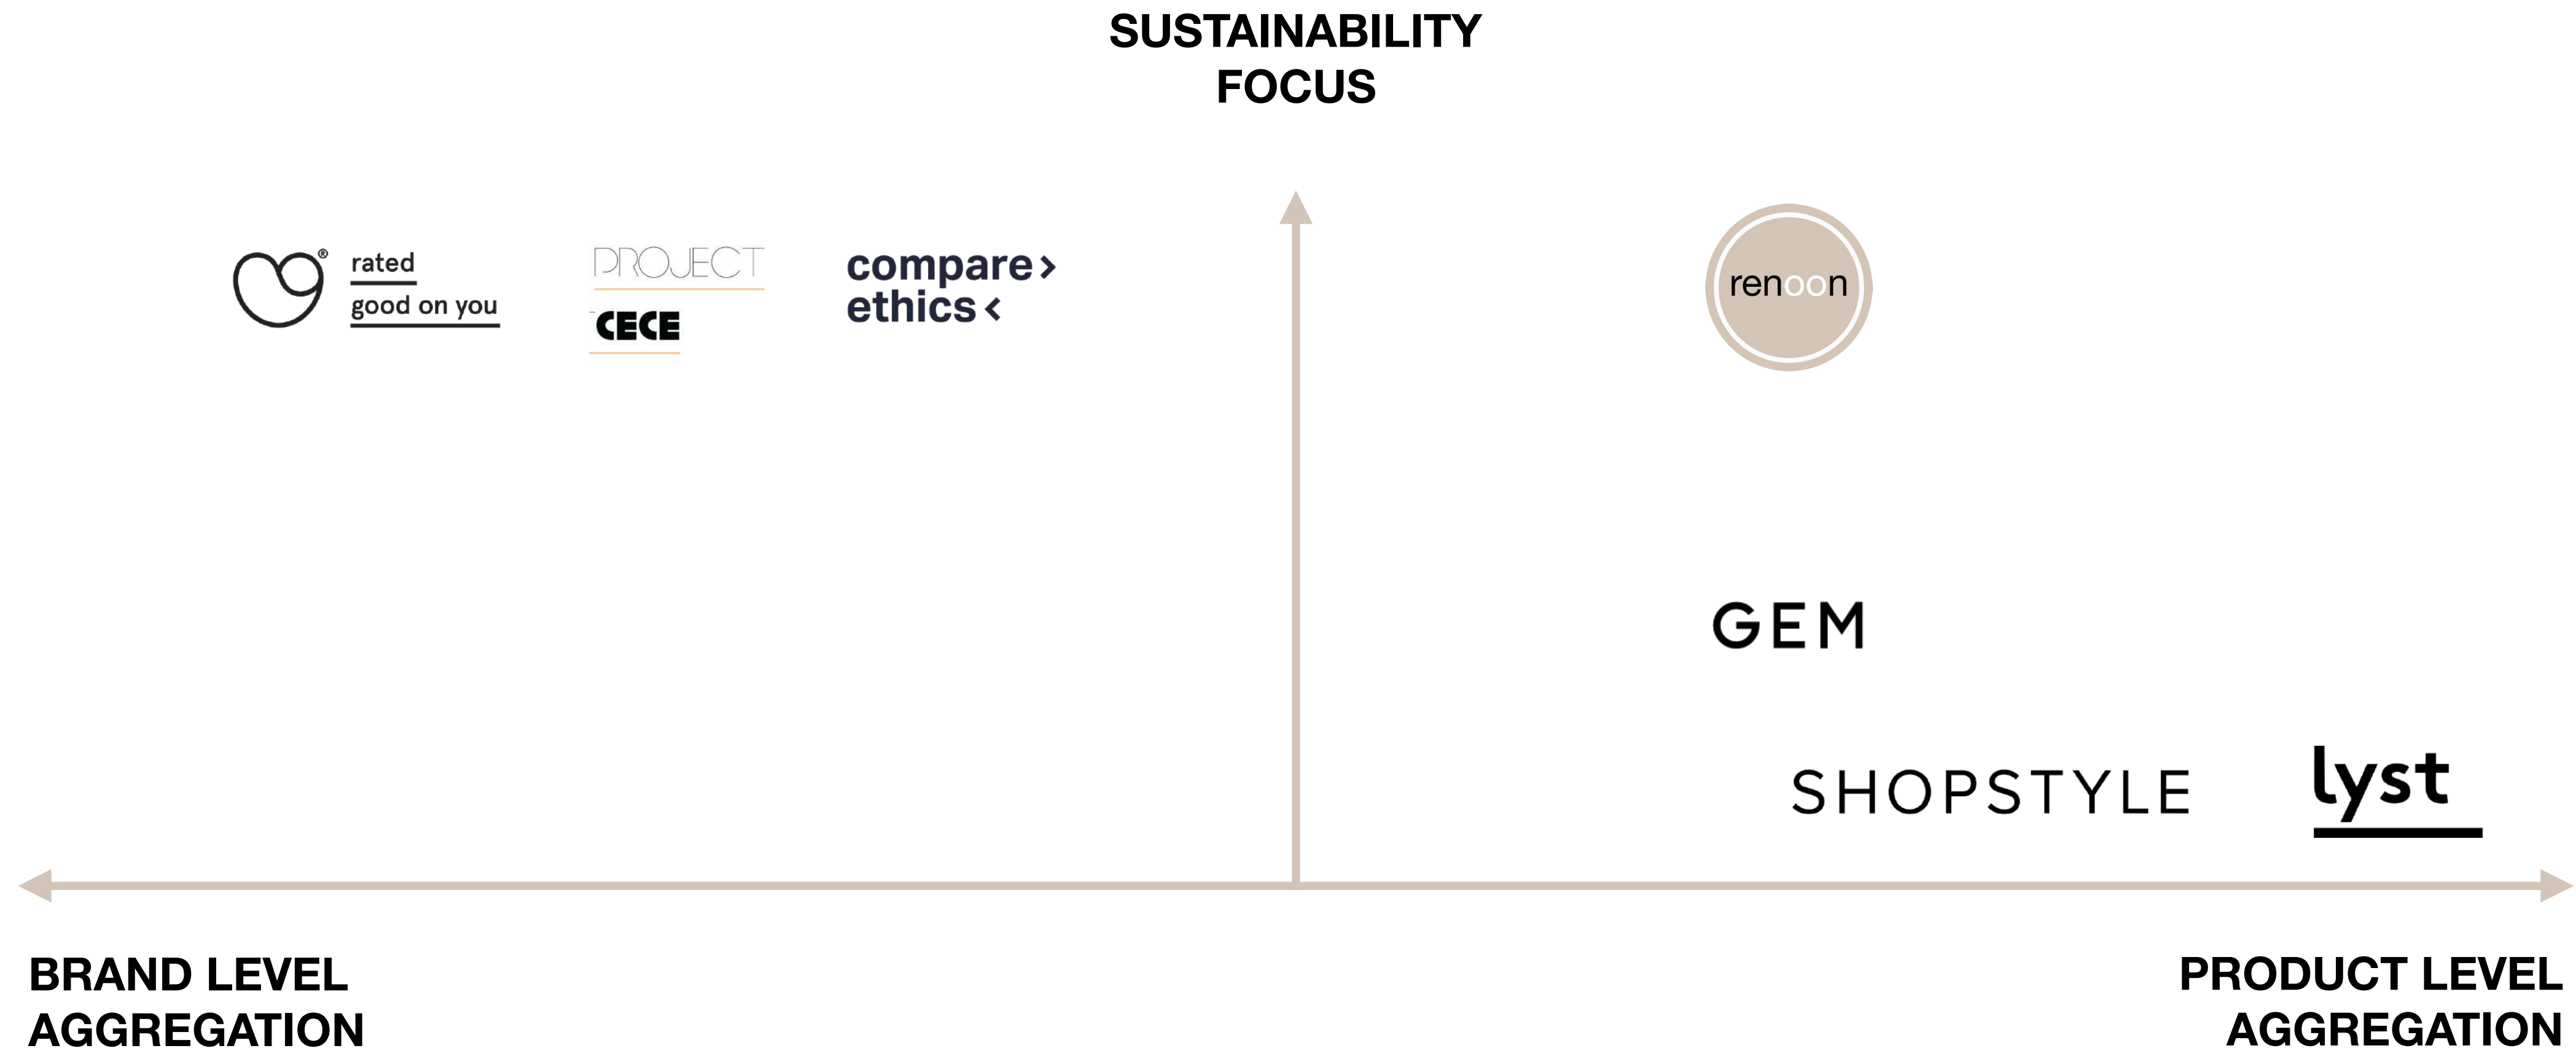 SUSTAINABILITY
FOCUS
rated
good on you
®
PROJECT
CECE
compare>
ethics<
renoon
GEM
SHOPSTYLE
lyst
BRAND LEVEL
AGGREGATION
PRODUCT LEVEL
AGGREGATION